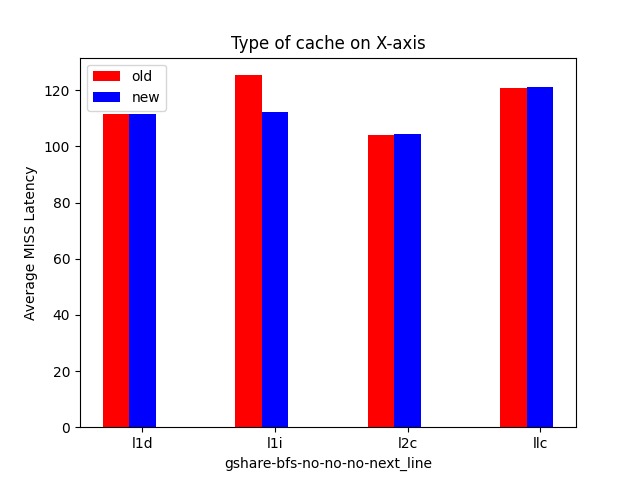 Type of cache on X-axis
old
new
120
100
80
60
40
20
0
Average MISS Latency
l1d l1i l2c llc
gshare-bfs-no-no-no-next_line